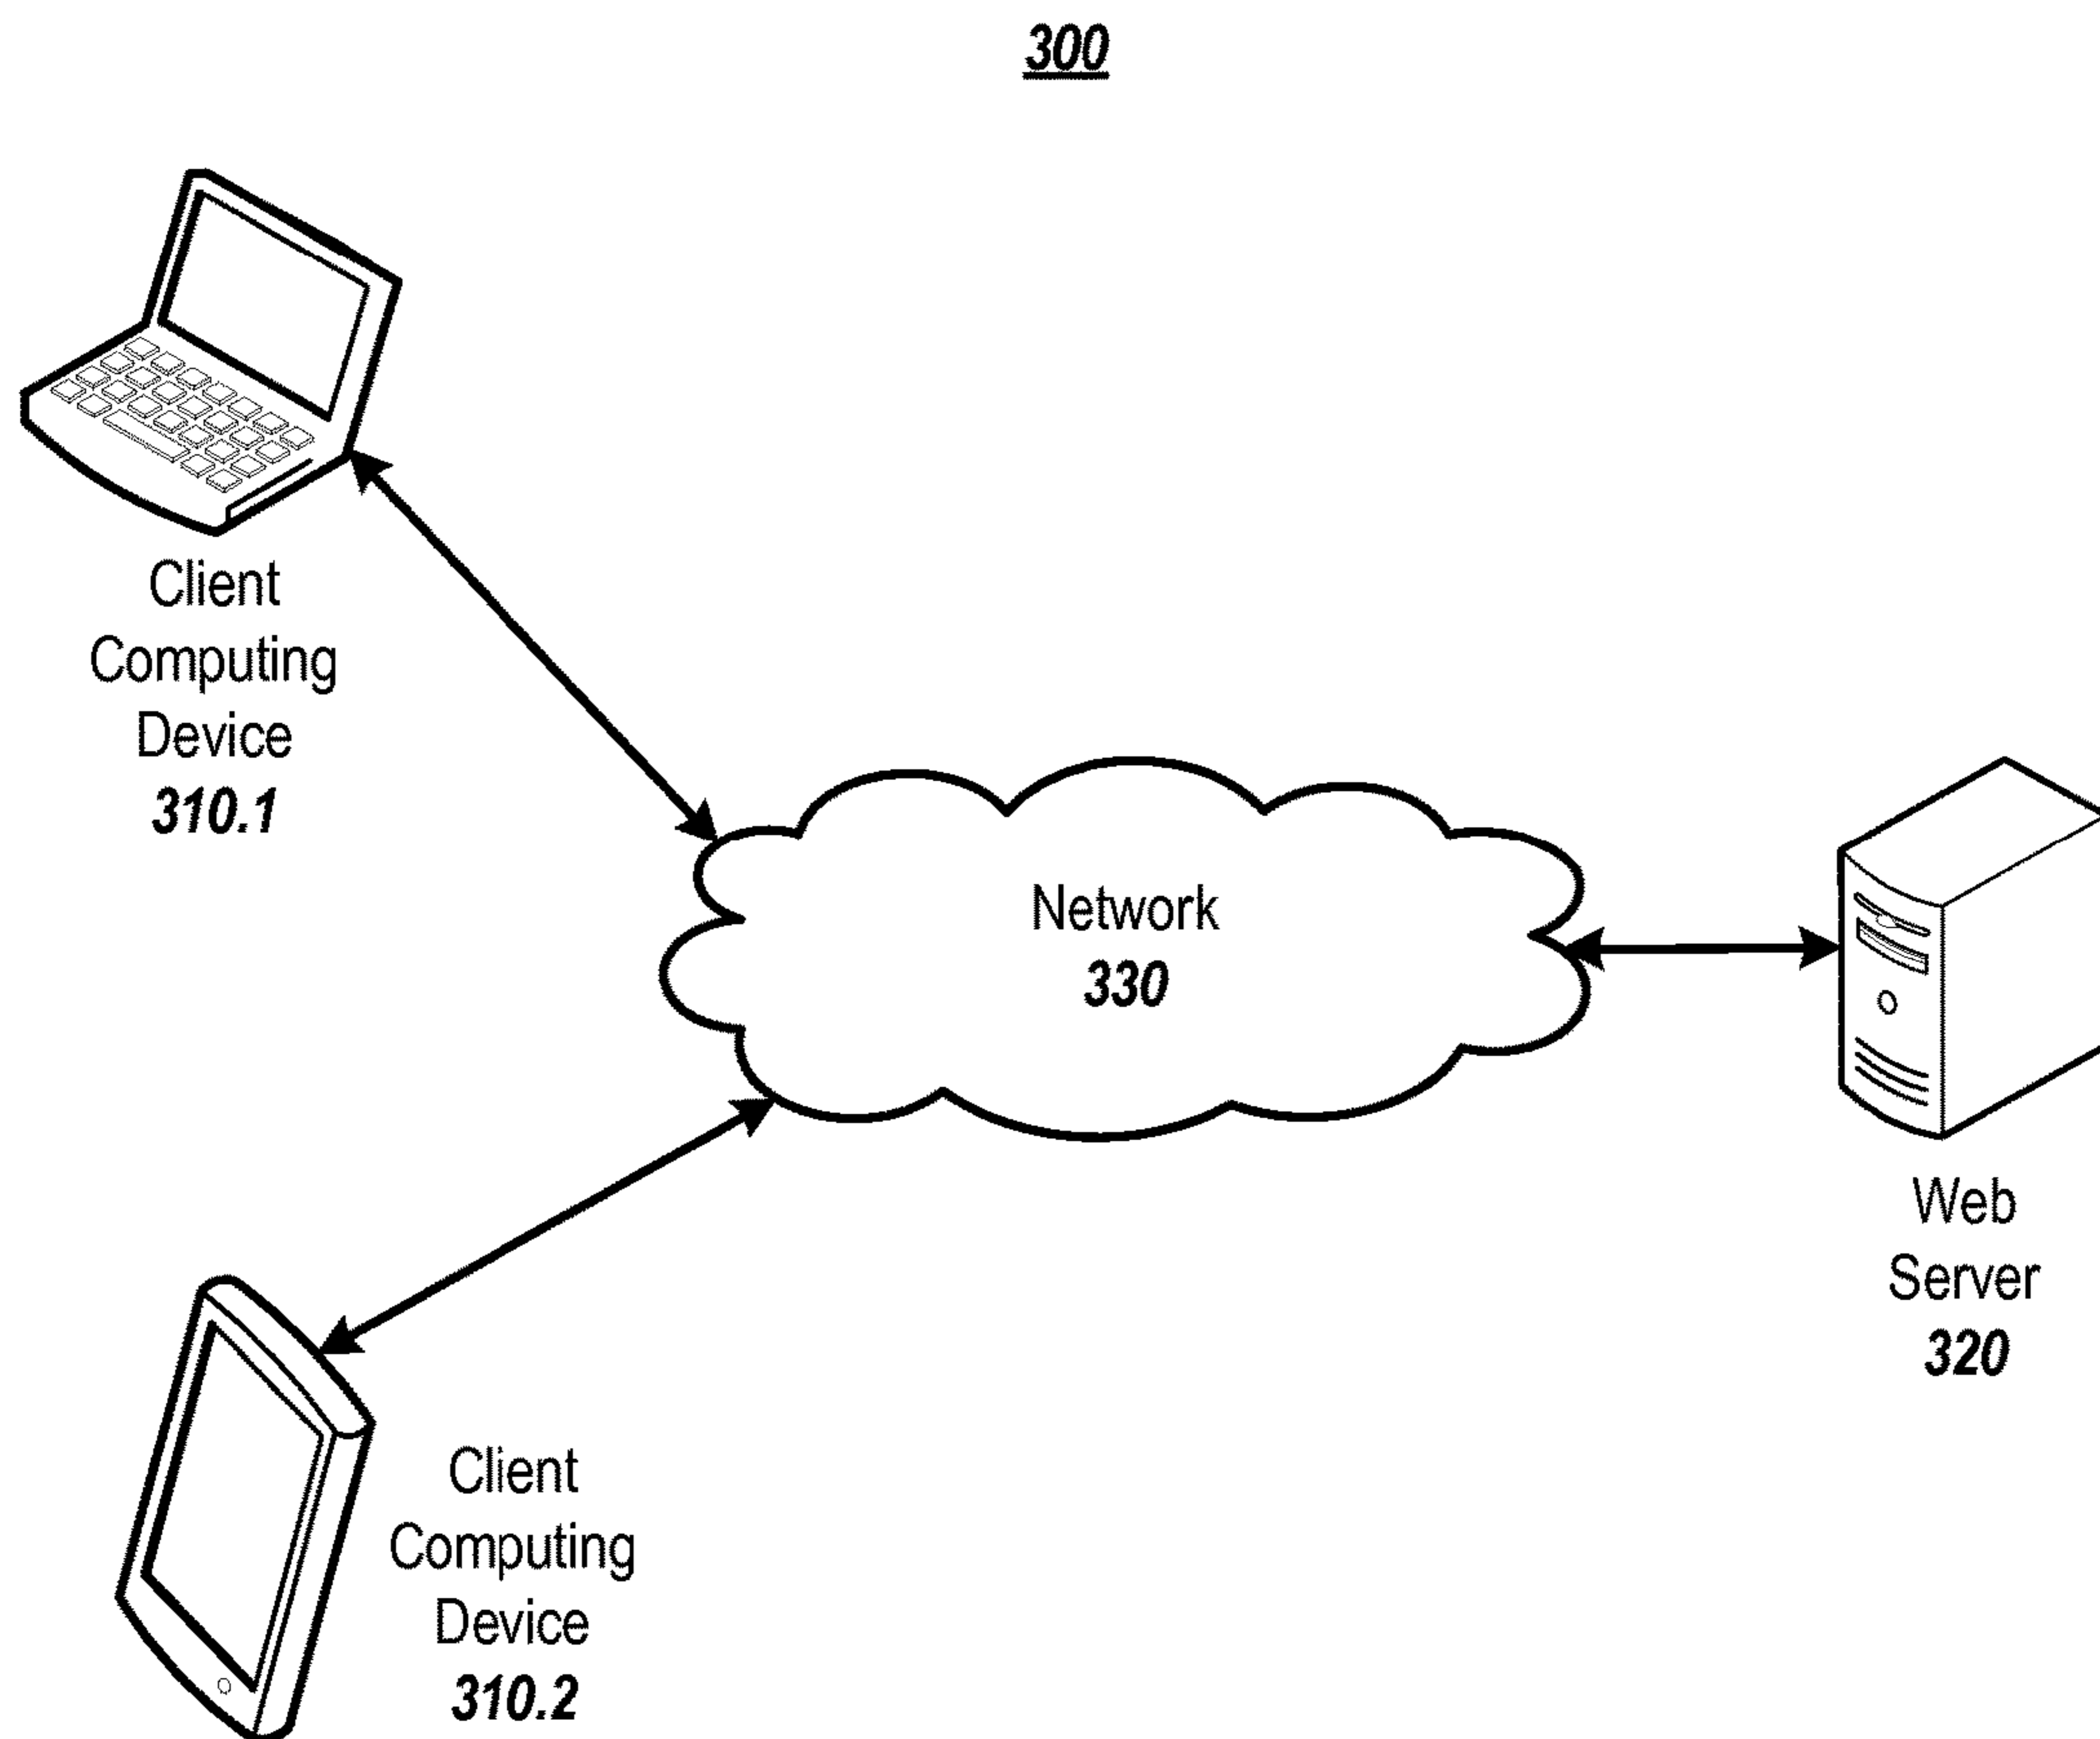 300
Client
Computing
Device
310.1
Network
330
Web
Server
320
Client
Computing
Device
310.2